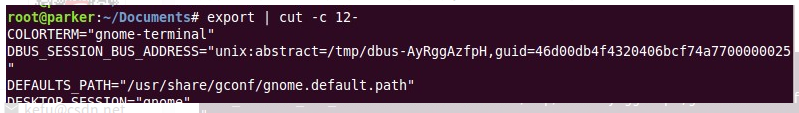 root@parker:~/Documents# export | cut -c 12-
COLORTERM="gnome-terminal"
DBUS_SESSION_BUS_ADDRESS="unix:abstract=/tmp/dbus-AyRggAzfpH,guid=46d00db4f4320406bcf74a7700000025
"
DEFAULTS_PATH="/usr/share/gconf/gnome.default.path"
DESKTOP_SESSION="gnome"